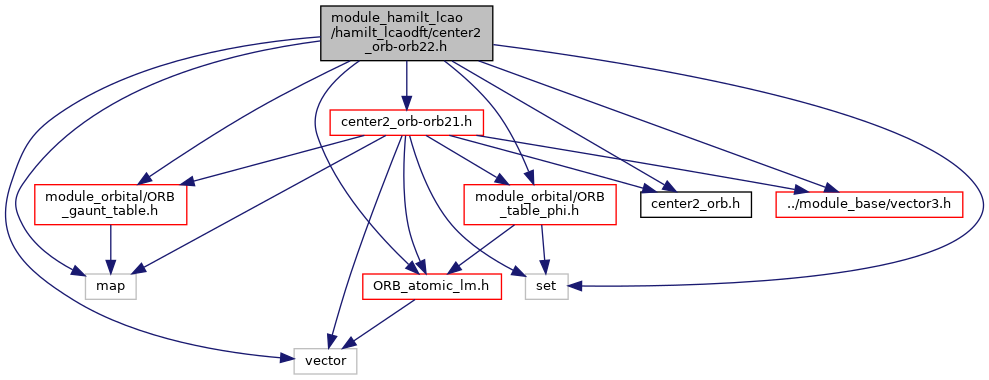 module_hamilt_lcao
/hamilt_lcaodft/center2
_orb-orb22.h
center2_orb-orb21.h
module_orbital/ORB
_gaunt_table.h
module_orbital/ORB
_table_phi.h
center2_orb.h
../module_base/vector3.h
map
ORB_atomic_lm.h
set
vector